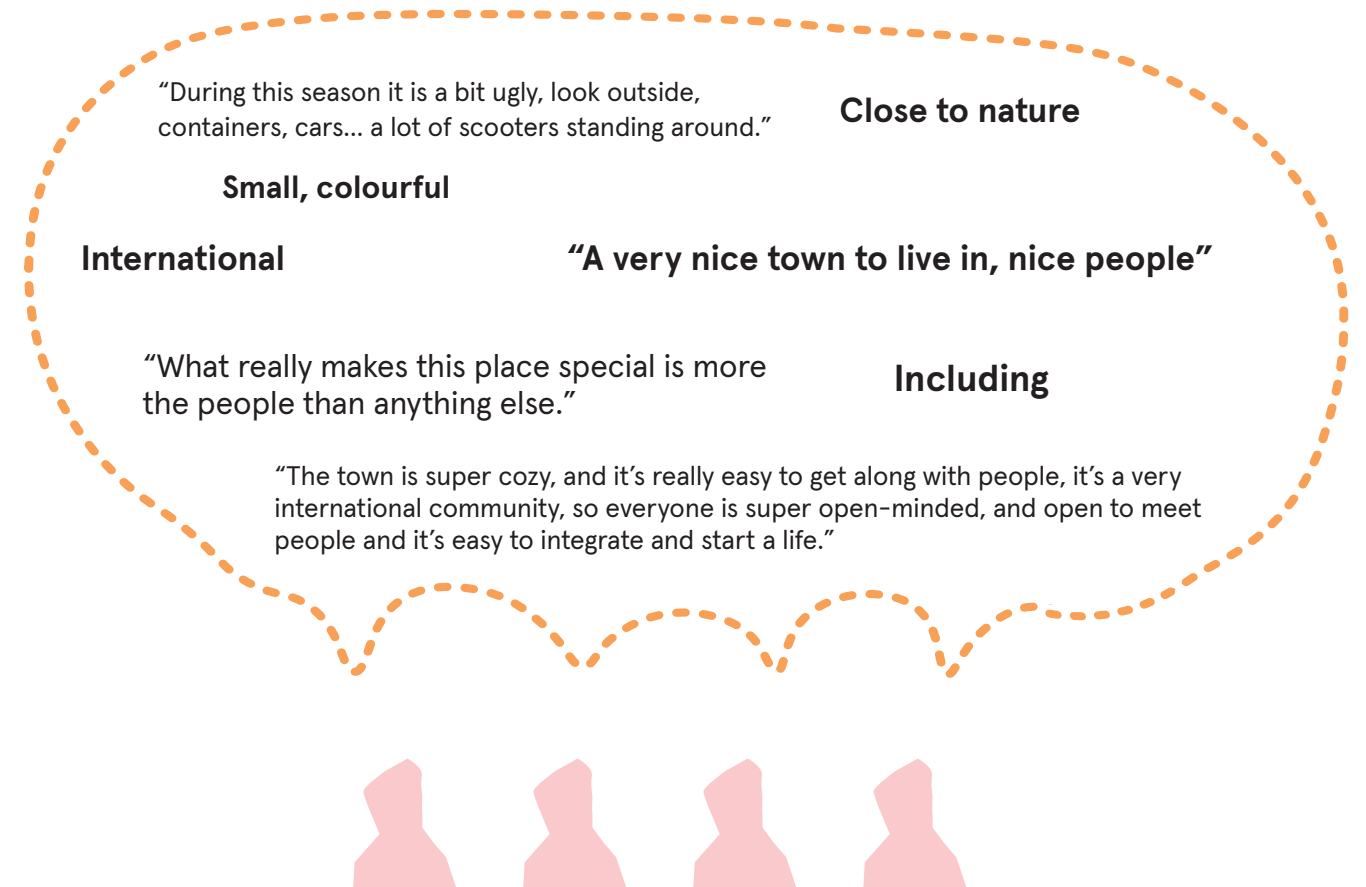 “During this season it is a bit ugly, look outside,
containers, cars... a lot of scooters standing around.”
Close to nature
Small, colourful
International
“A very nice town to live in, nice people”
“What really makes this place special is more
the people than anything else.”
Including
“The town is super cozy, and it’s really easy to get along with people, it’s a very
international community, so everyone is super open-minded, and open to meet
people and it’s easy to integrate and start a life.”